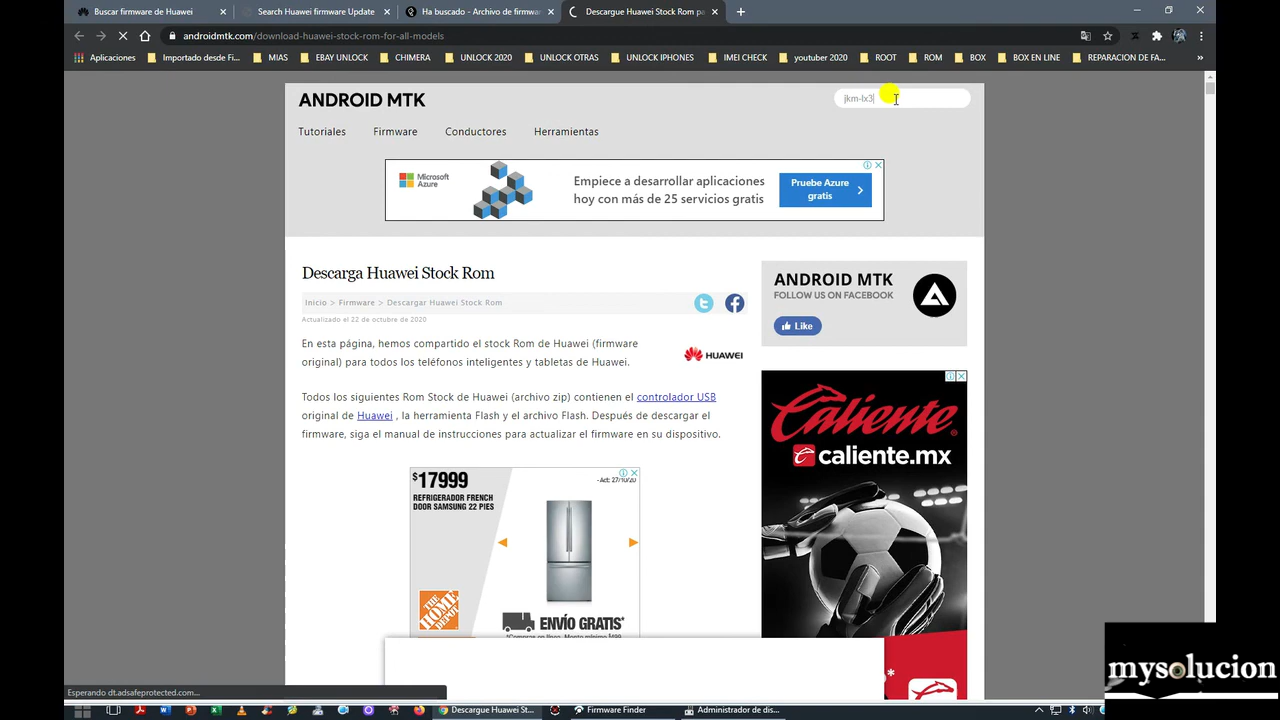 Buscar firmware de Huawei
Search Huawei firmware Update
Ha buscado - Archivo de firmwa
Descargue Huawei Stock Rom pa
androidmtk.com/download-huawei-stock-rom-for-all-models
Aplicaciones
Importado desde Fi...
MIAS
EBAY UNLOCK
CHIMERA
UNLOCK 2020
UNLOCK OTRAS
UNLOCK IPHONES
IMEI CHECK
youtuber 2020
ROOT
ROM
BOX
BOX EN LINE
REPARACION DE FA...
»
ANDROID MTK
jkm-lx3
Tutoriales
Firmware
Conductores
Herramientas
Microsoft
Azure
Empiece a desarrollar aplicaciones
hoy con más de 25 servicios gratis
Pruebe Azure
gratis
Descarga Huawei Stock Rom
Inicio > Firmware > Descargar Huawei Stock Rom
Actualizado el 22 de octubre de 2020
En esta página, hemos compartido el stock Rom de Huawei (firmware
original) para todos los teléfonos inteligentes y tabletas de Huawei.
HUAWEI
Todos los siguientes Rom Stock de Huawei (archivo zip) contienen el controlador USB
original de Huawei , la herramienta Flash y el archivo Flash. Después de descargar el
firmware, siga el manual de instrucciones para actualizar el firmware en su dispositivo.
ANDROID MTK
FOLLOW US ON FACEBOOK
Like
$17999
REFRIGERADOR FRENCH
DOOR SAMSUNG 22 PIES
- Act: 27/10/20
THE HOME DEPOT
ENVÍO GRATIS*
Caliente
caliente.mx
*
mysolucion
Esperando dt.adsafeprotected.com...
Descargue Huawei St...
Firmware Finder
Administrador de dis...